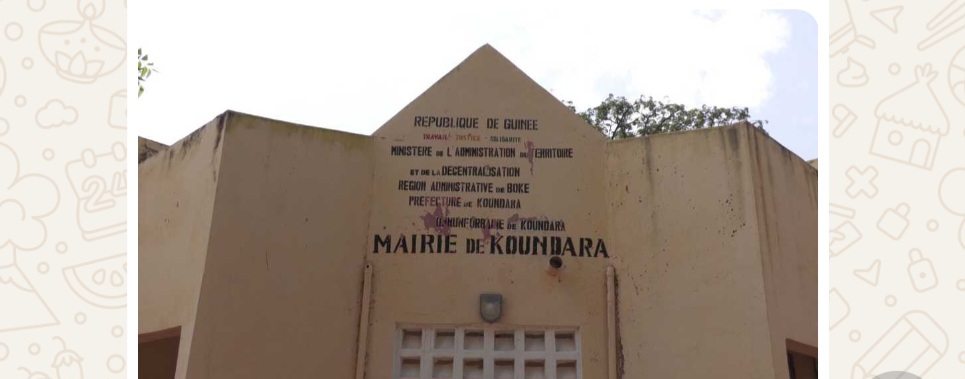 REPUBLIQUE DE GUINEE
TRAVAIL - JUSTICE - SOLIDARITE
MINISTERE DE L'ADMINISTRATION DU TERRITOIRE
ET DE LA DECENTRALISATION
REGION ADMINISTRATIVE DE BOKE
PREFECTURE DE KOUNDARA
URBAINE DE KOUNDARA
MAIRIE DE KOUNDARA